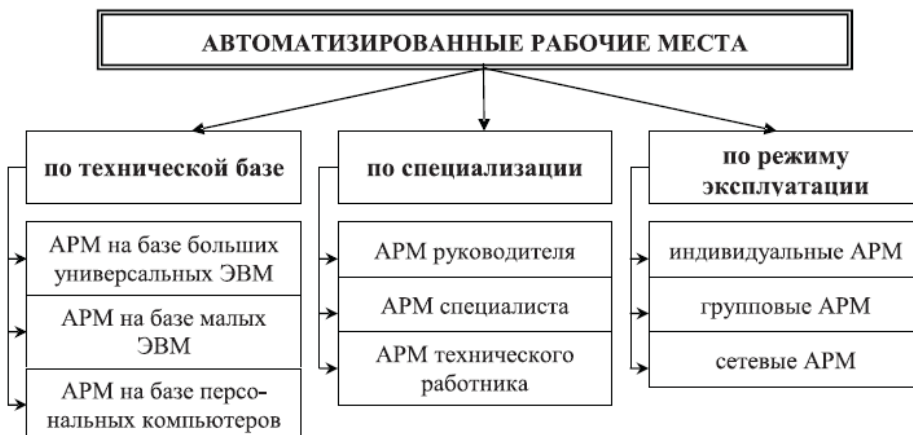 АВТОМАТИЗИРОВАННЫЕ РАБОЧИЕ МЕСТА
по технической базе
АРМ на базе больших
универсальных ЭВМ
АРМ на базе малых
ЭВМ
АРМ на базе персо-
нальных компьютеров
по специализации
АРМ руководителя
АРМ специалиста
АРМ технического
работника
по режиму
эксплуатации
индивидуальные АРМ
групповые АРМ
сетевые АРМ